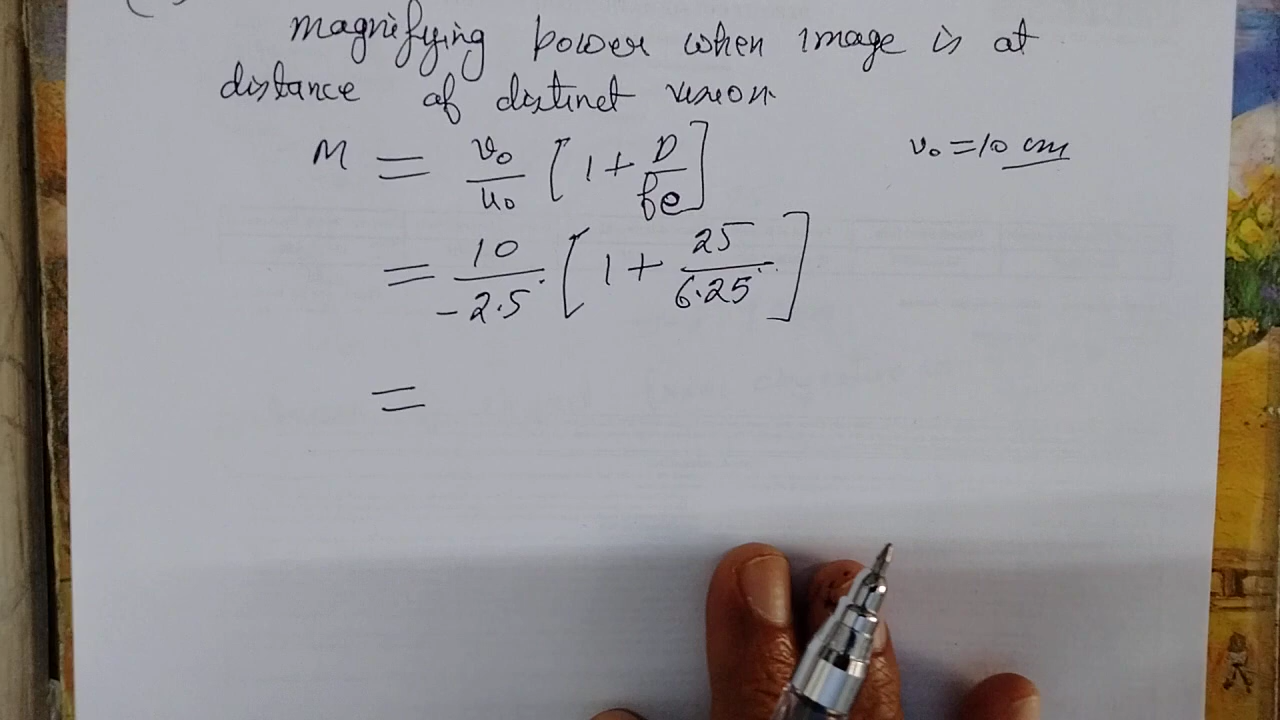 magnifying power when image is at
distance of distinct vision
M = v₀/u₀ [1 + D/fe]
v₀ = 10 cm
= 10/-2.5 [1 + 25/6.25]
=